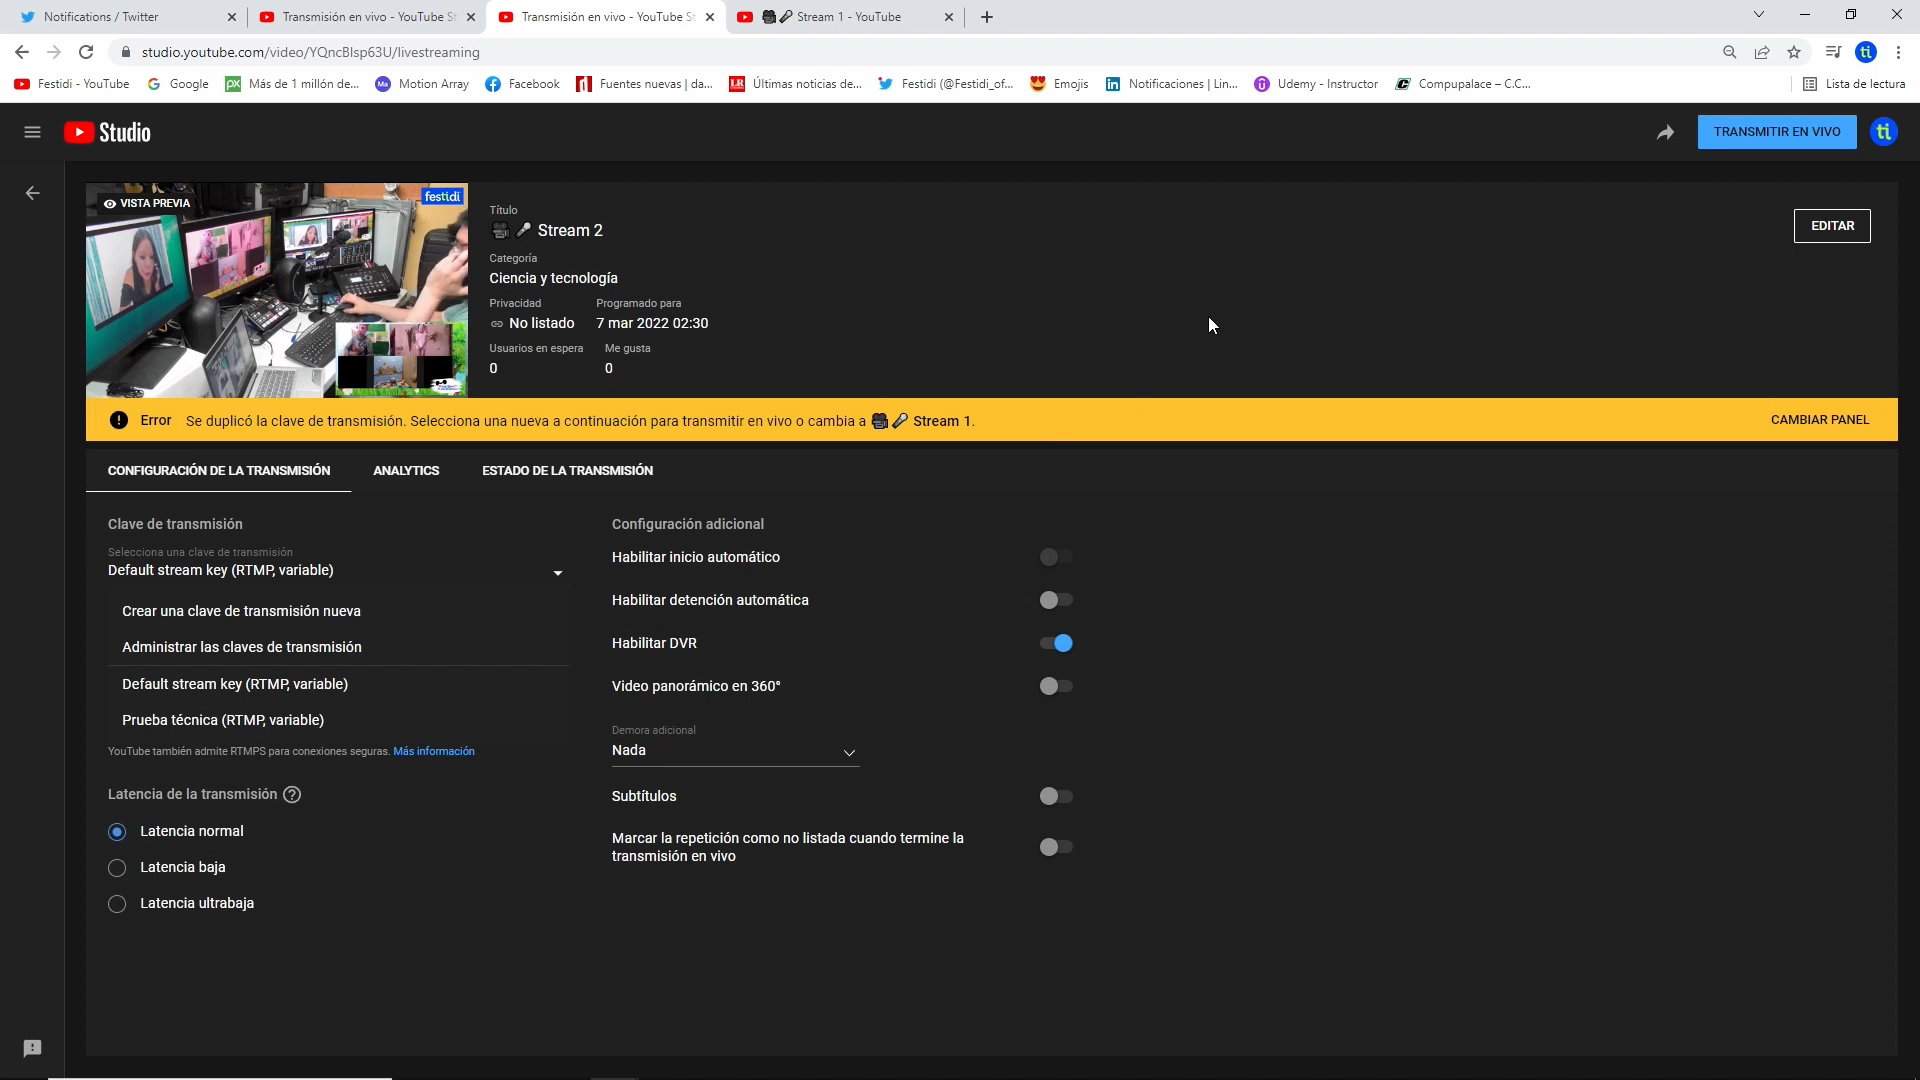 Notifications / Twitter
Transmisión en vivo - YouTube St
Transmisión en vivo - YouTube St
Stream 1 - YouTube
studio.youtube.com/video/YQncBlsp63U/livestreaming
Festidi - YouTube
Google
Más de 1 millón de...
Motion Array
Facebook
Fuentes nuevas | da...
Últimas noticias de...
Festidi (@Festidi_of...
Emojis
Notificaciones | Lin...
Udemy - Instructor
Compupalace – C.C...
Lista de lectura
Studio
TRANSMITIR EN VIVO
ti
VISTA PREVIA
festidi
Título
Stream 2
EDITAR
Categoría
Ciencia y tecnología
Privacidad
Programado para
No listado
7 mar 2022 02:30
Usuarios en espera
Me gusta
0
0
Error
Se duplicó la clave de transmisión. Selecciona una nueva a continuación para transmitir en vivo o cambia a Stream 1.
CAMBIAR PANEL
CONFIGURACIÓN DE LA TRANSMISIÓN
ANALYTICS
ESTADO DE LA TRANSMISIÓN
Clave de transmisión
Selecciona una clave de transmisión
Default stream key (RTMP, variable)
Crear una clave de transmisión nueva
Administrar las claves de transmisión
Default stream key (RTMP, variable)
Prueba técnica (RTMP, variable)
YouTube también admite RTMPS para conexiones seguras. Más información
Latencia de la transmisión
Latencia normal
Latencia baja
Latencia ultrabaja
Configuración adicional
Habilitar inicio automático
Habilitar detención automática
Habilitar DVR
Video panorámico en 360°
Demora adicional
Nada
Subtítulos
Marcar la repetición como no listada cuando termine la
transmisión en vivo